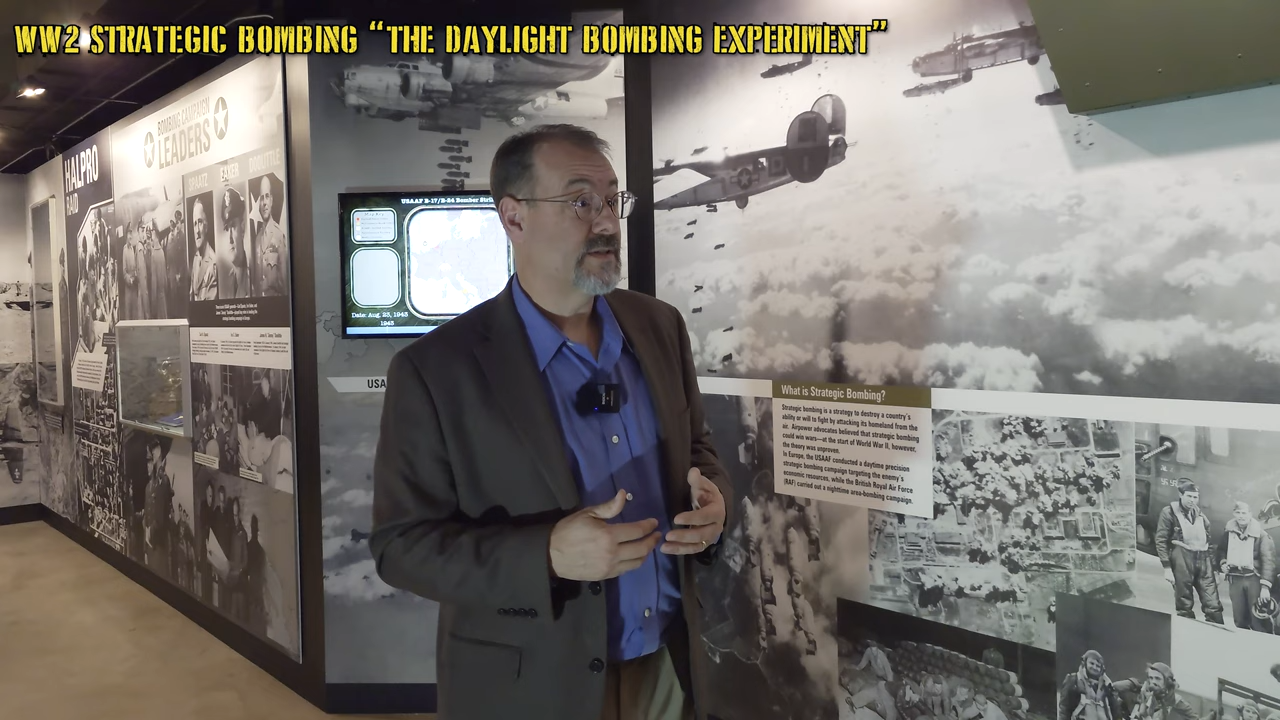 WW2 STRATEGIC BOMBING “THE DAYLIGHT BOMBING EXPERIMENT”
HALPRO
RAID
BOMBING CAMPAIGN
LEADERS
SPAATZ
EAKER
DOOLITTLE
USAAF B-17/B-24 Bomber
Date: Aug. 23, 1943
1943
USA
What is Strategic Bombing?
Strategic bombing is a strategy to destroy a country's
ability or will to fight by attacking its homeland from the
air. Airpower advocates believed that strategic bombing
could win wars—at the start of World War II, however,
the theory was unproven.
In Europe, the USAAF conducted a daytime precision
strategic bombing campaign targeting the enemy's
economic resources, while the British Royal Air Force
(RAF) carried out a nighttime area-bombing campaign.